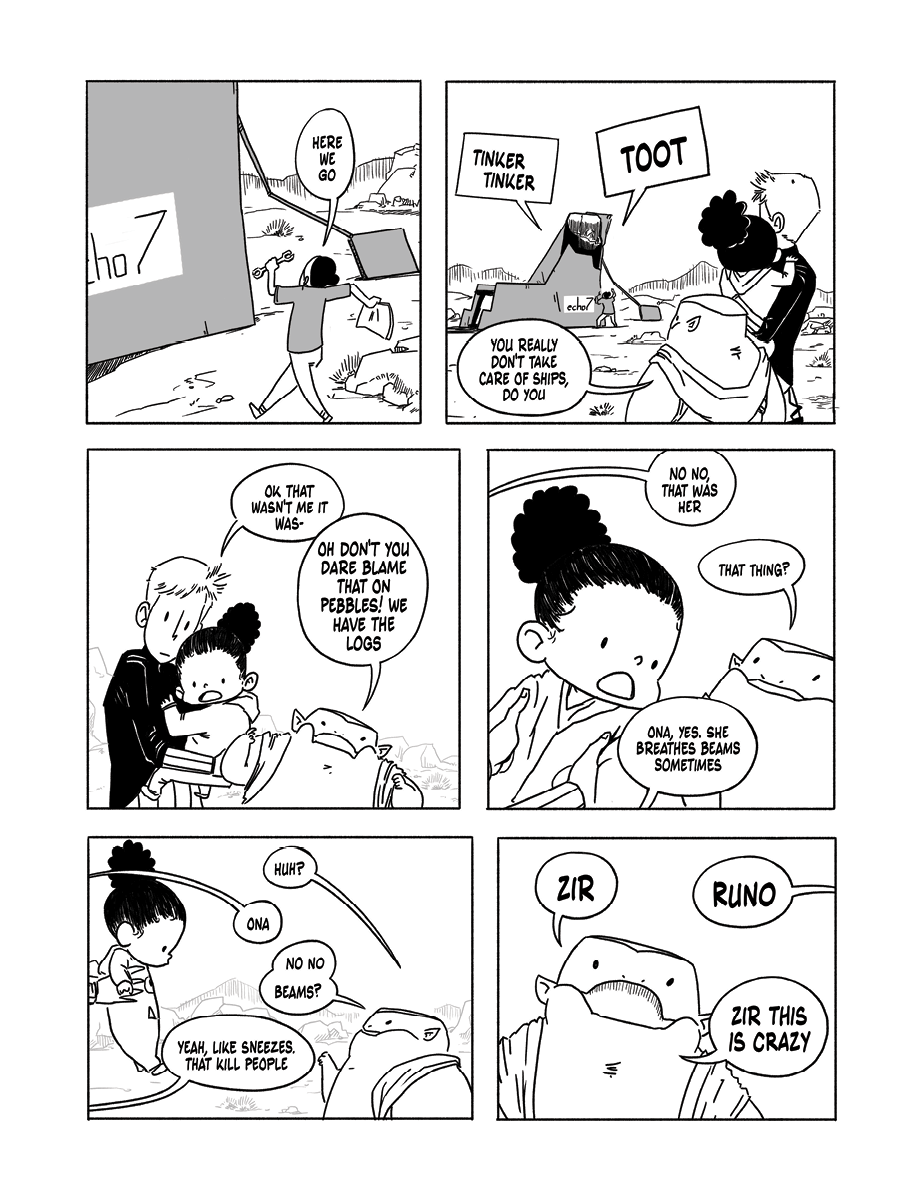 HERE
WE
GO
cho7
TINKER
TINKER
TOOT
echo7
YOU REALLY
DON'T TAKE
CARE OF SHIPS,
DO YOU
OK THAT
WASN'T ME IT
WAS-
OH DON'T YOU
DARE BLAME
THAT ON
PEBBLES! WE
HAVE THE
LOGS
NO NO,
THAT WAS
HER
THAT THING?
ONA, YES. SHE
BREATHES BEAMS
SOMETIMES
HUH?
ONA
NO NO
BEAMS?
YEAH, LIKE SNEEZES.
THAT KILL PEOPLE
ZIR
RUNO
ZIR THIS
IS CRAZY